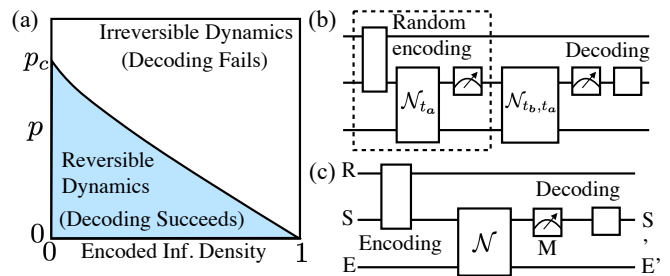 (a)
Irreversible Dynamics
(Decoding Fails)
p_c
p
Reversible
Dynamics
(Decoding Succeeds)
0
0
Encoded Inf. Density
1
(b)
Random
encoding
Decoding
𝒩_{t_a}
𝒩_{t_b,t_a}
(c)
R
Decoding
S
S'
Encoding
𝒩
M
E
E'